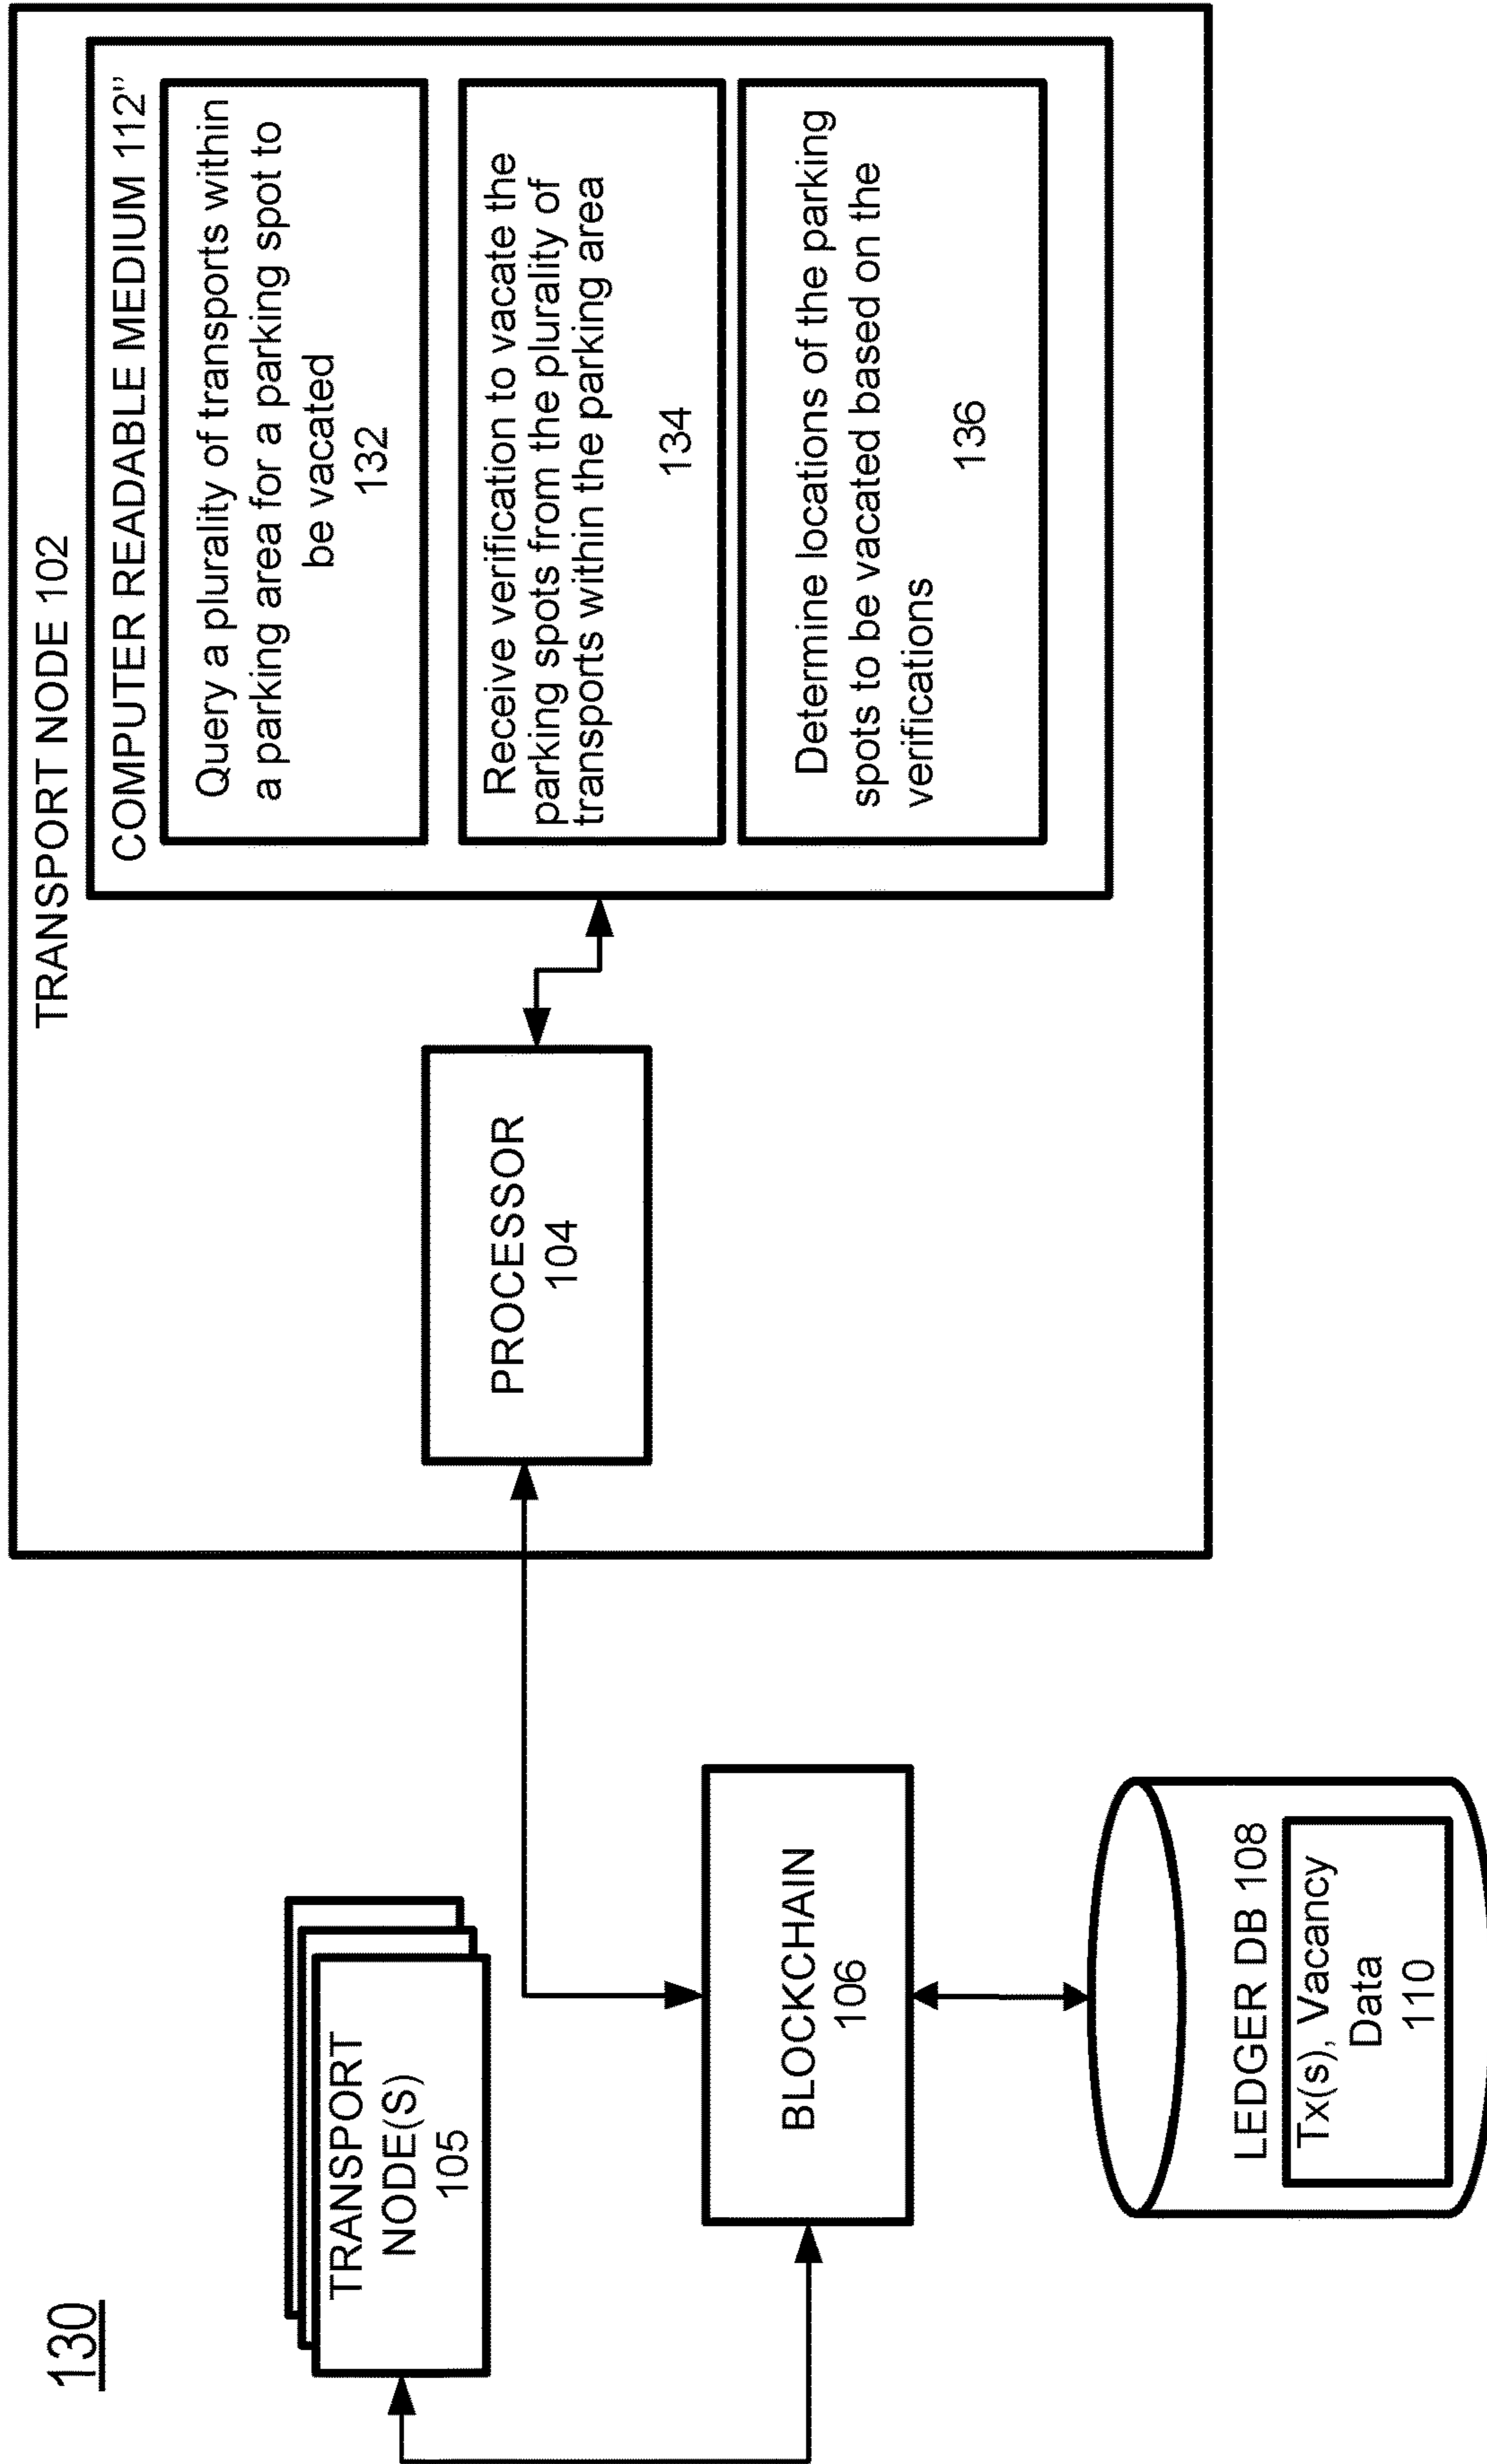 130
TRANSPORT
NODE(S)
105
BLOCKCHAIN
106
LEDGER DB 108
Tx(s), Vacancy
Data
110
TRANSPORT NODE 102
PROCESSOR
104
COMPUTER READABLE MEDIUM 112"
Query a plurality of transports within
a parking area for a parking spot to
be vacated
132
Receive verification to vacate the
parking spots from the plurality of
transports within the parking area
134
Determine locations of the parking
spots to be vacated based on the
verifications
136